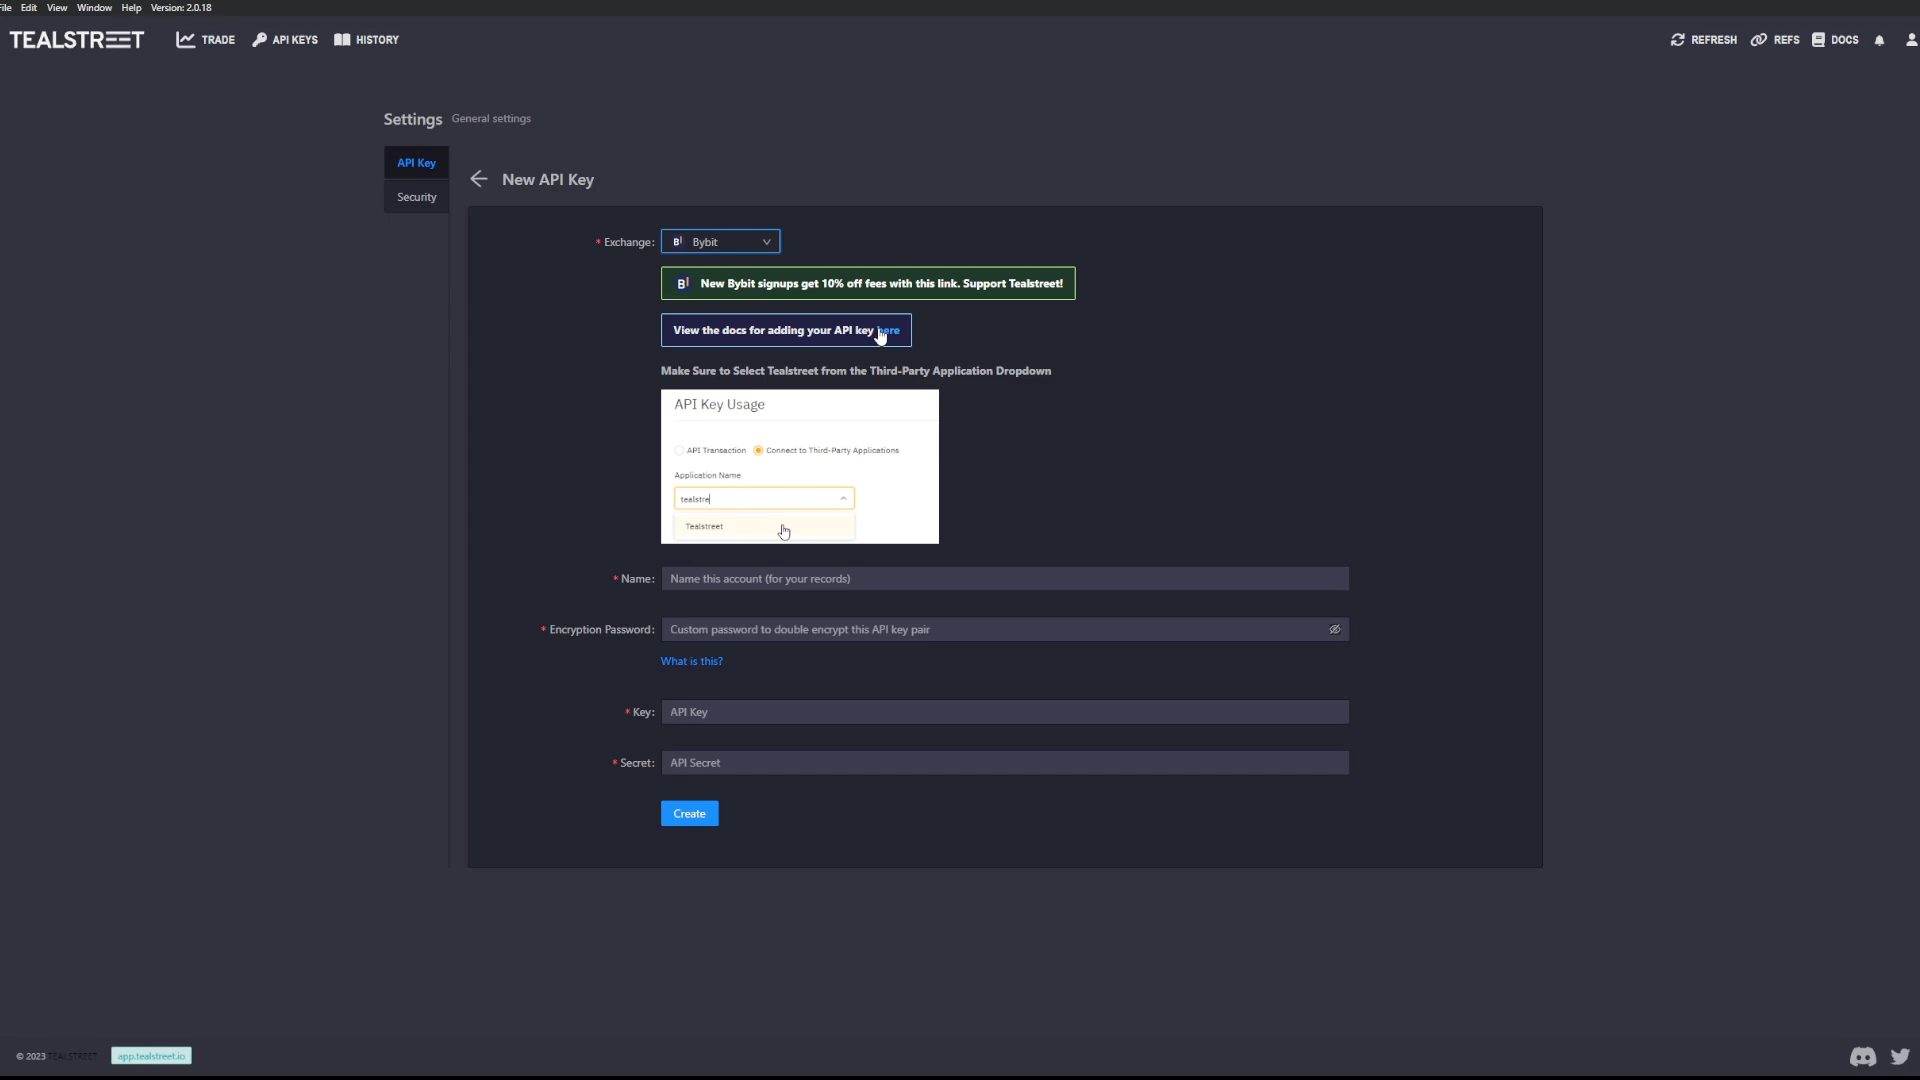 File Edit View Window Help Version: 2.0.18
TEALSTREET TRADE API KEYS HISTORY REFRESH REFS DOCS
Settings General settings
API Key
Security
New API Key
* Exchange: Bybit
New Bybit signups get 10% off fees with this link. Support Tealstreet!
View the docs for adding your API key here
Make Sure to Select Tealstreet from the Third-Party Application Dropdown
API Key Usage
API Transaction Connect to Third-Party Applications
Application Name
tealstre
Tealstreet
* Name: Name this account (for your records)
* Encryption Password: Custom password to double encrypt this API key pair
What is this?
* Key: API Key
* Secret: API Secret
Create
© 2023 TEALSTREET app.tealstreet.io